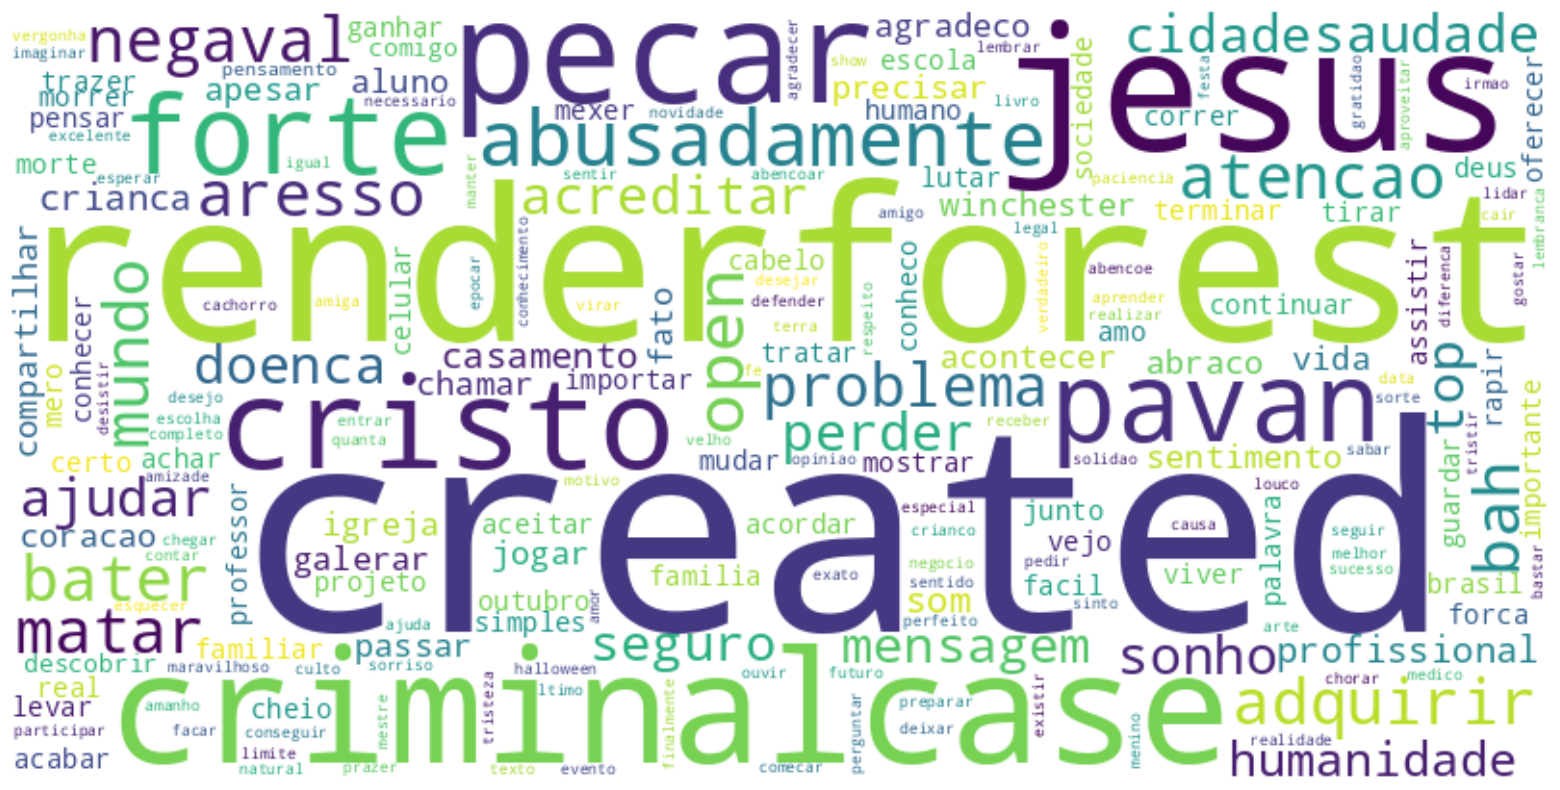 vergonha
imaginar
negaval
ganhar
comigo
pecar
agradecer
agradeco
lembrar
jesus
cidadesaudade
trazer
morrer
pensar
excelente
pensamento
apesar
aluno
necessario
show
escola
precisar
sociedade
festa
gratidao
aproveitar
irmao
oferecer
forte
igual
mexer
novidade
humano
livro
correr
abusadamente
morte
esperar
crianca
aresso
manter
sentir
abencoar
acreditar
lutar
paciencia
atencao
deus
lidar
winchester
terminar
tirar
cair
lembranca
amigo
legal
renderforest
compartilhar
mundo
cachorro
amiga
celular
epocar
conhecimento
virar
fato
open
cabelo
desejar
defender
terra
respeito
conheco
verdadeiro
abencoe
aprender
realizar
amo
continuar
assistir
diferenca
gostar
mero
conhecer
desistir
doenca
casamento
chamar
importar
tratar
fe
acontecer
abraco
vida
data
sorte
top
rapir
importante
desejo
escolha
completo
cristo
entrar
quanta
problema
receber
pavan
perder
velho
certo
achar
amizade
mudar
opiniao
mostrar
solidao
sentimento
sabar
tristir
guardar
motivo
created
ajudar
coracao
chegar
contar
professor
igreja
galerar
projeto
aceitar
jogar
acordar
especial
crianco
junto
vejo
louco
causa
palavra
seguir
melhor
sucesso
bah
bastar
bater
esquecer
familia
exato
negocio
sentido
pedir
facil
viver
brasil
outubro
simples
amor
som
perfeito
sinto
arte
forca
matar
familiar
ajuda
passar
seguro
mensagem
sonho
profissional
descobrir
maravilhoso
culto
sorriso
halloween
ouvir
futuro
chorar
medico
real
criminalcase
último
adquirir
levar
amanho
cheio
mestre
tristeza
finalmente
preparar
existir
participar
facar
conseguir
perguntar
deixar
menino
realidade
acabar
limite
natural
prazer
texto
evento
comecar
humanidade